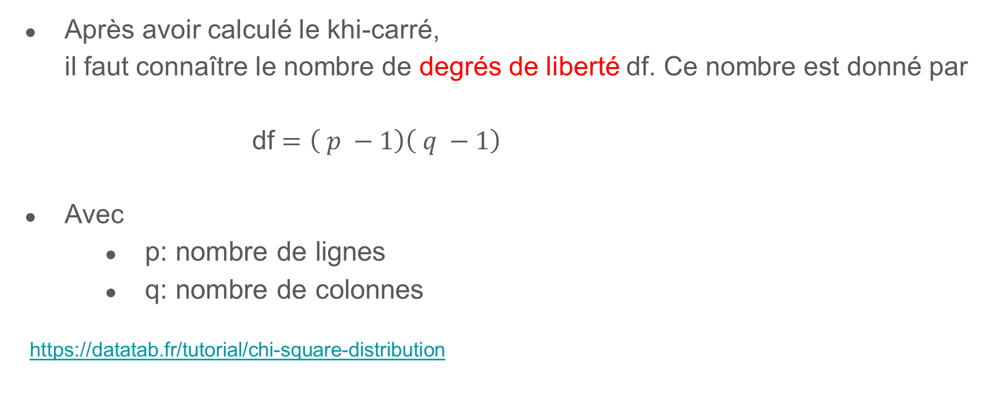 ● Après avoir calculé le khi-carré,
il faut connaître le nombre de degrés de liberté df. Ce nombre est donné par
df = ( p − 1)( q − 1)
● Avec
● p: nombre de lignes
● q: nombre de colonnes
https://datatab.fr/tutorial/chi-square-distribution